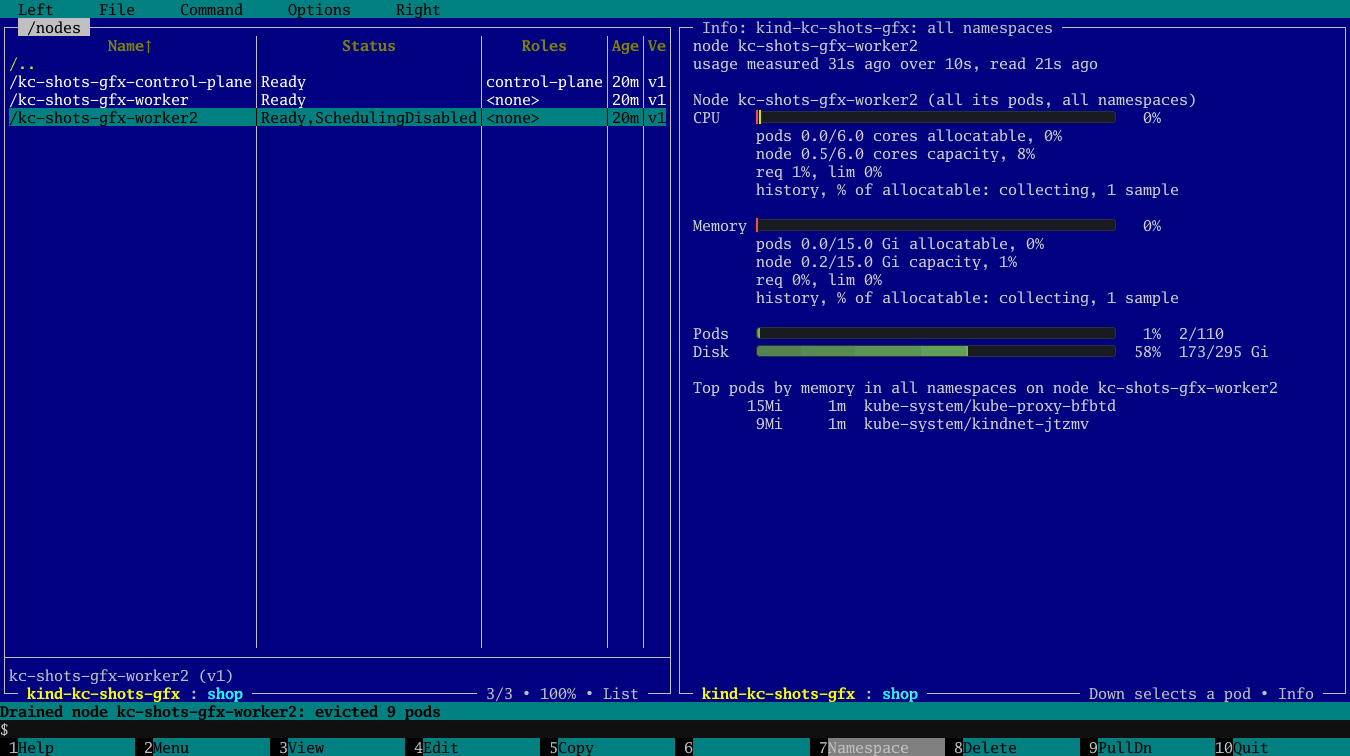 Left File Command Options Right
/nodes
Name↑ Status Roles Age Ve
/..
/kc-shots-gfx-control-plane Ready control-plane 20m v1
/kc-shots-gfx-worker Ready <none> 20m v1
/kc-shots-gfx-worker2 Ready,SchedulingDisabled <none> 20m v1
kc-shots-gfx-worker2 (v1)
kind-kc-shots-gfx : shop 3/3 • 100% • List
Info: kind-kc-shots-gfx: all namespaces
node kc-shots-gfx-worker2
usage measured 31s ago over 10s, read 21s ago
Node kc-shots-gfx-worker2 (all its pods, all namespaces)
CPU 0%
pods 0.0/6.0 cores allocatable, 0%
node 0.5/6.0 cores capacity, 8%
req 1%, lim 0%
history, % of allocatable: collecting, 1 sample
Memory 0%
pods 0.0/15.0 Gi allocatable, 0%
node 0.2/15.0 Gi capacity, 1%
req 0%, lim 0%
history, % of allocatable: collecting, 1 sample
Pods 1% 2/110
Disk 58% 173/295 Gi
Top pods by memory in all namespaces on node kc-shots-gfx-worker2
15Mi 1m kube-system/kube-proxy-bfbtd
9Mi 1m kube-system/kindnet-jtzmv
kind-kc-shots-gfx : shop Down selects a pod • Info
Drained node kc-shots-gfx-worker2: evicted 9 pods
$
1Help 2Menu 3View 4Edit 5Copy 6 7Namespace 8Delete 9PullDn 10Quit